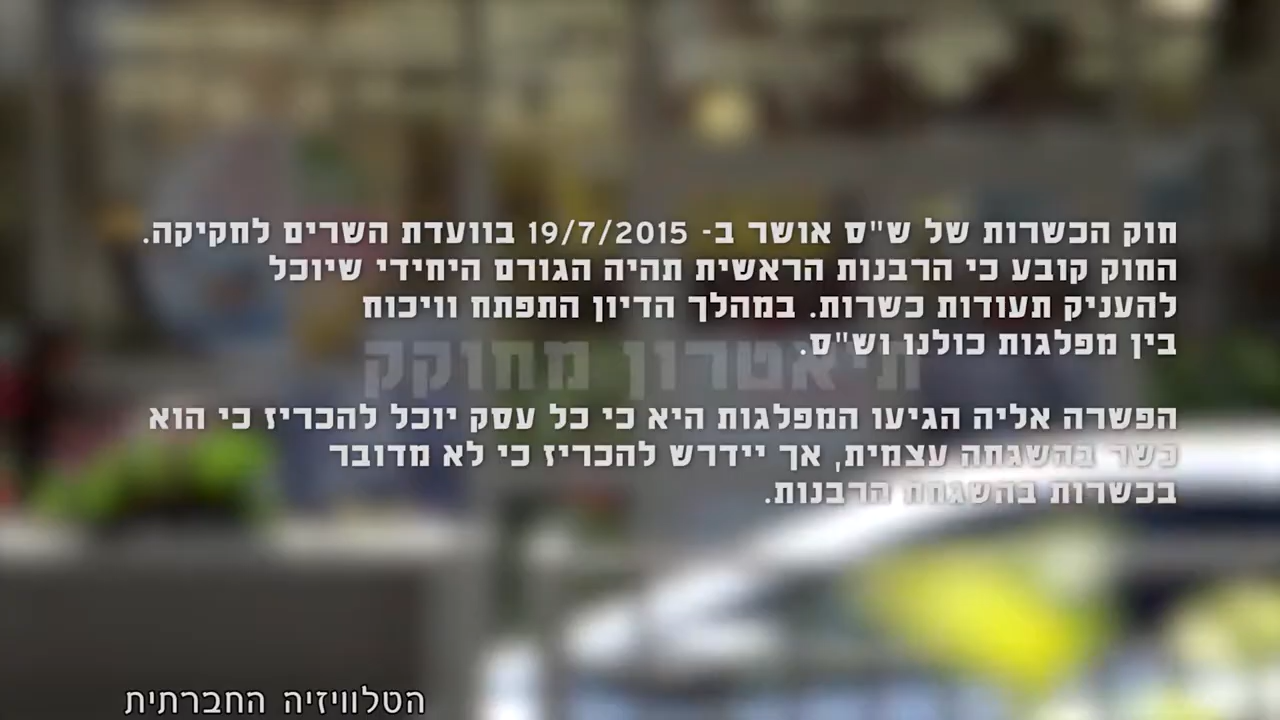 חוק הכשרות של ש"ס אושר ב- 19/7/2015 בוועדת השרים לחקיקה.
החוק קובע כי הרבנות הראשית תהיה הגורם היחידי שיוכל
להעניק תעודות כשרות. במהלך הדיון התפתח וויכוח
בין מפלגות כולנו וש"ס.
תיאטרון מחוקק
הפשרה אליה הגיעו המפלגות היא כי כל עסק יוכל להכריז כי הוא
כשר בהשגחה עצמית, אך יידרש להכריז כי לא מדובר
בכשרות בהשגחת הרבנות.
הטלוויזיה החברתית